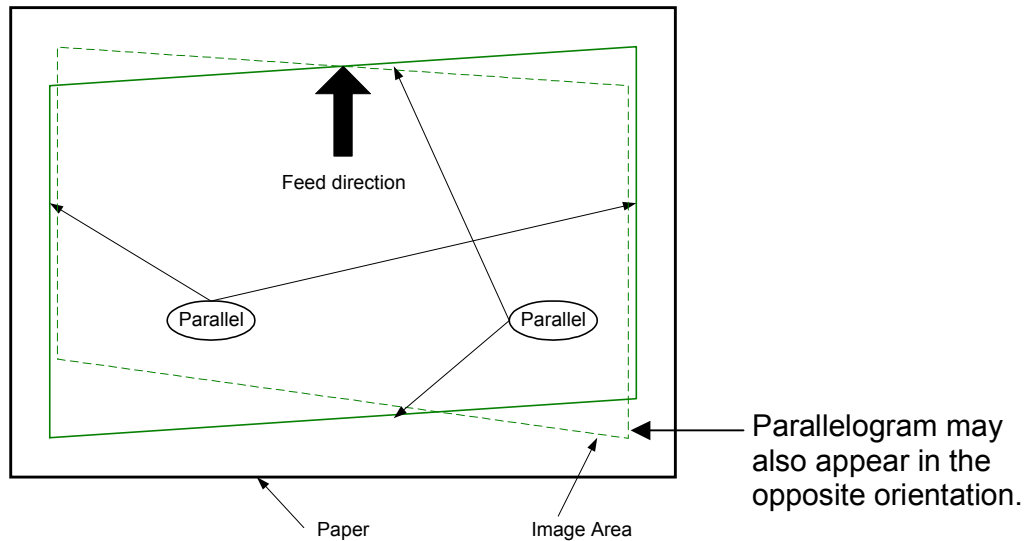 Feed direction
Parallel
Parallel
Parallelogram may
also appear in the
opposite orientation.
Paper
Image Area